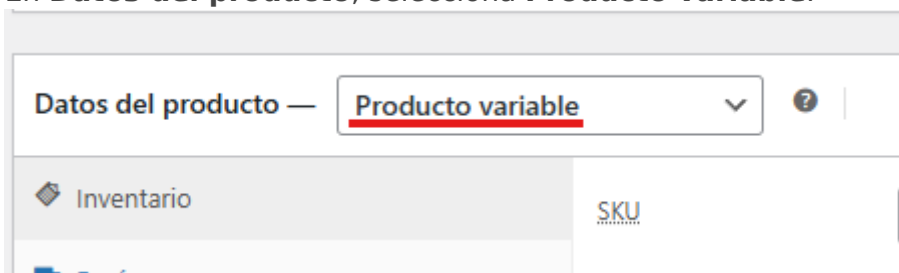 Datos del producto — Producto variable
Inventario
SKU